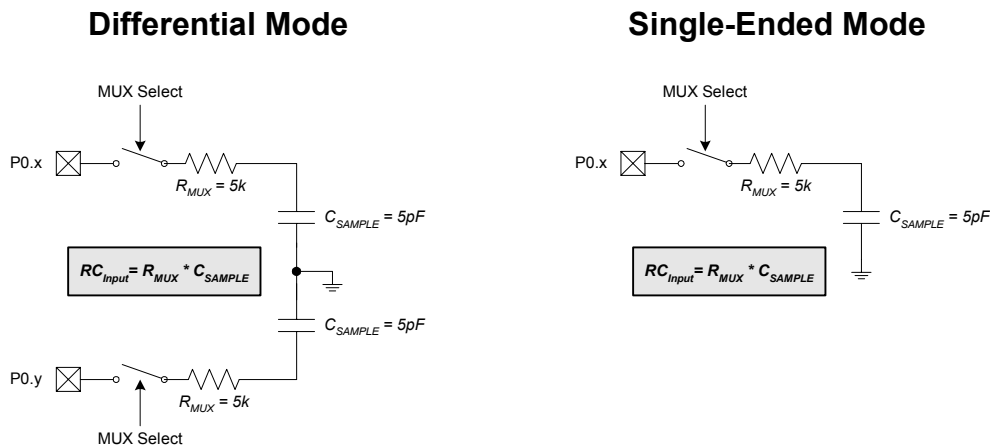 Differential Mode
MUX Select
P0.x
R_MUX = 5k
C_SAMPLE = 5pF
RC_Input = R_MUX * C_SAMPLE
C_SAMPLE = 5pF
P0.y
R_MUX = 5k
MUX Select
Single-Ended Mode
MUX Select
P0.x
R_MUX = 5k
C_SAMPLE = 5pF
RC_Input = R_MUX * C_SAMPLE